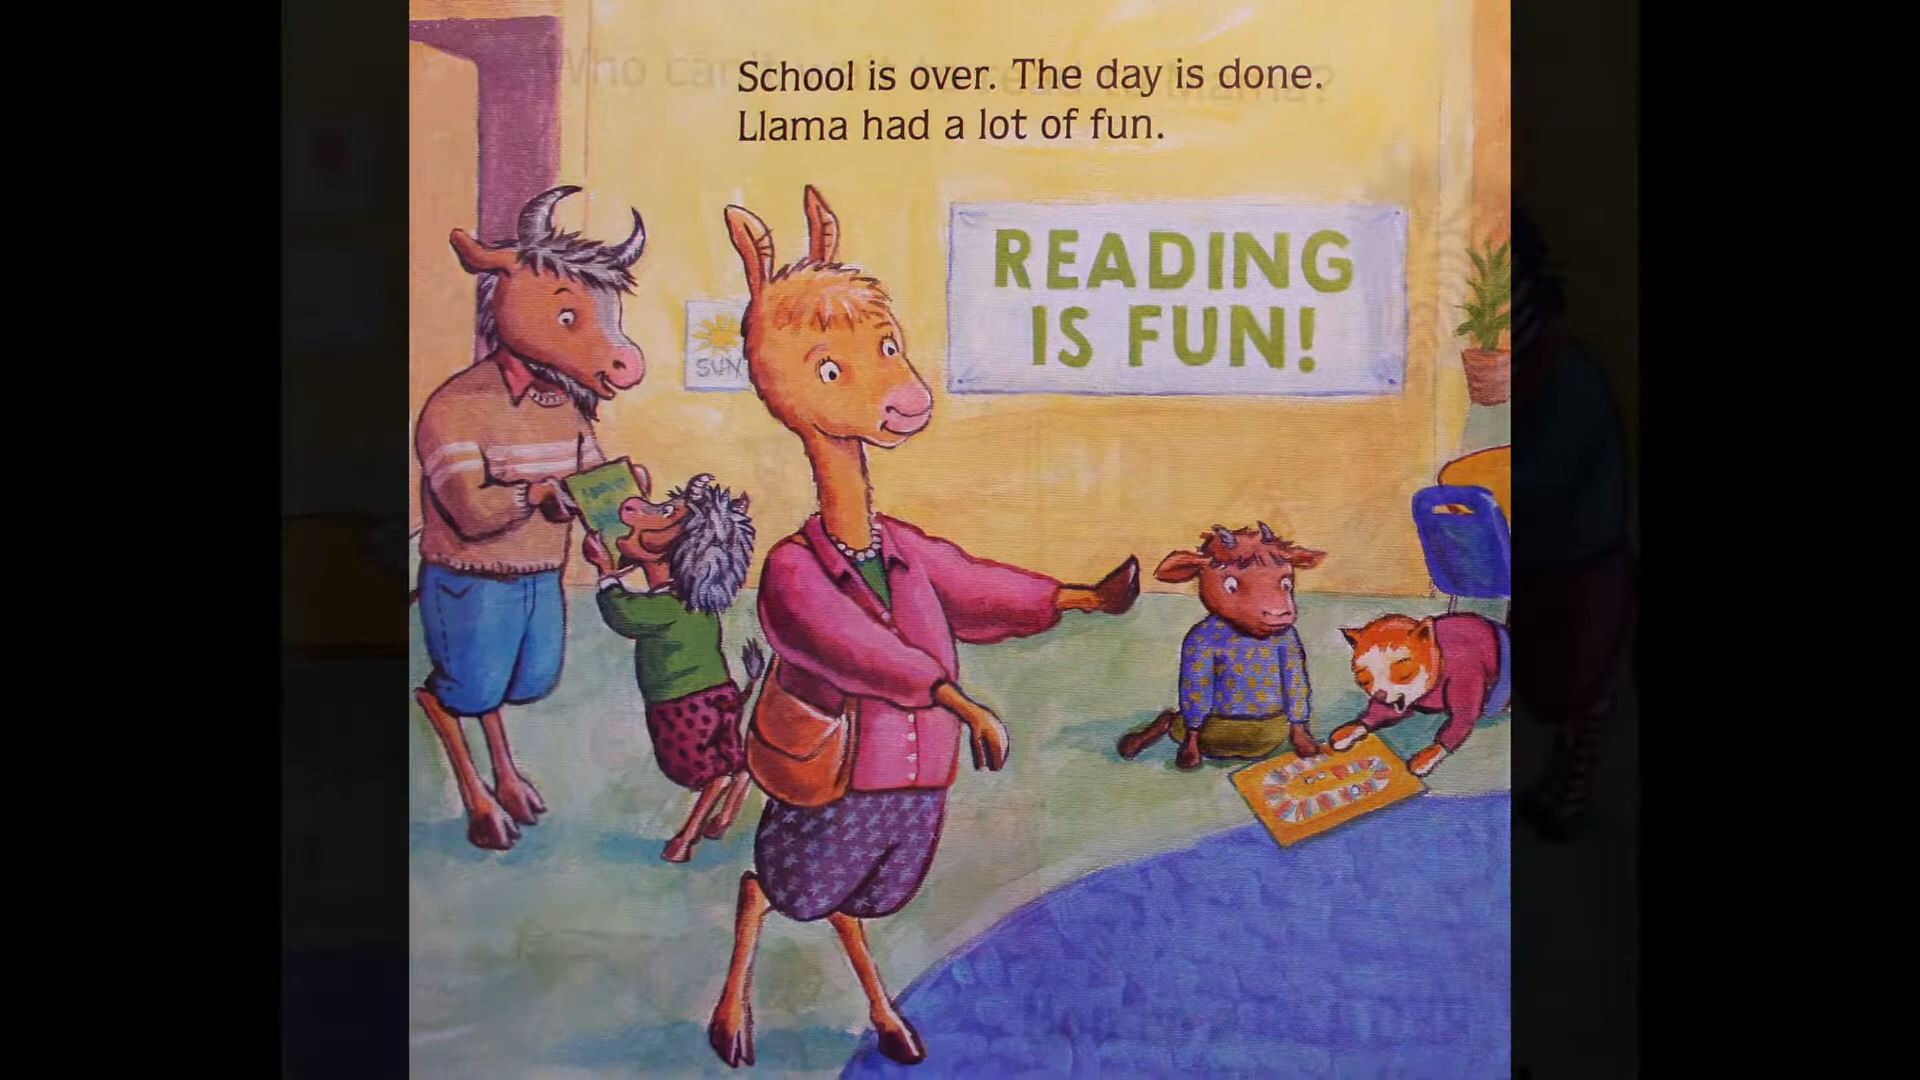 School is over. The day is done.
Llama had a lot of fun.
READING
IS FUN!
SUN